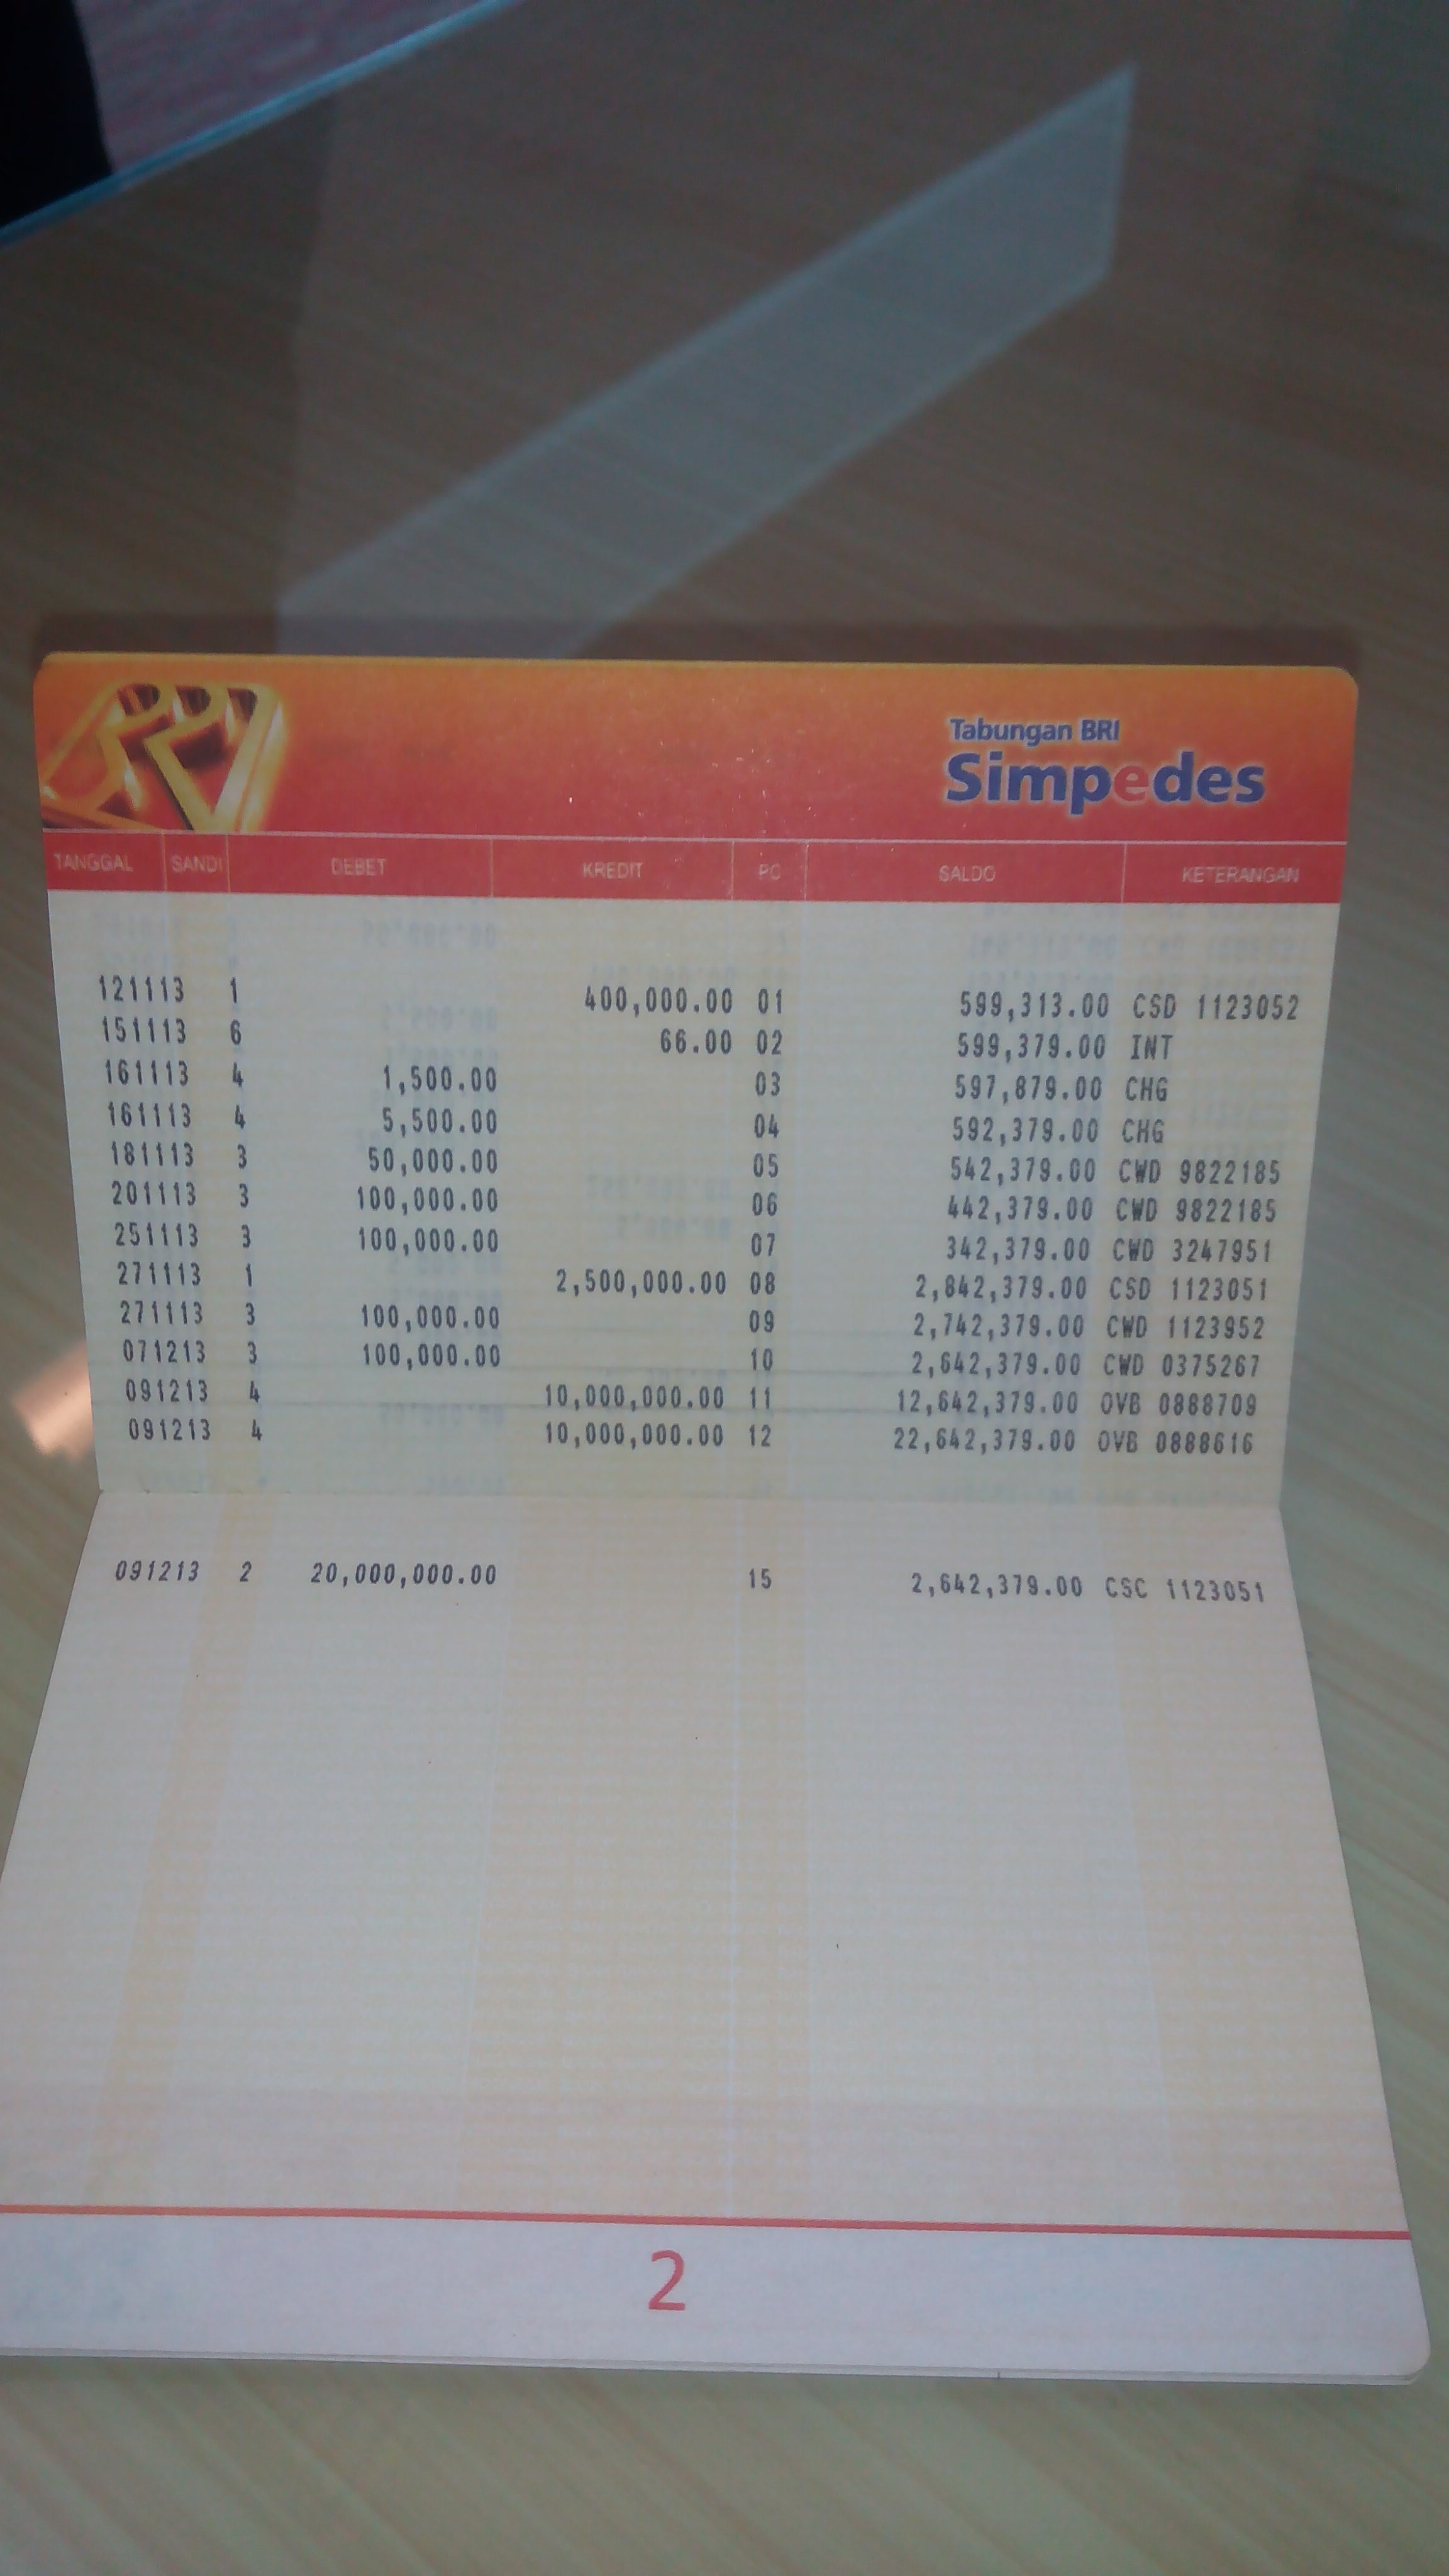 BRI
Tabungan BRI
Simpedes
TANGGAL SANDI DEBET KREDIT PC SALDO KETERANGAN
121113 1 400,000.00 01 599,313.00 CSD 1123052
151113 6 66.00 02 599,379.00 INT
161113 4 1,500.00 03 597,879.00 CHG
161113 4 5,500.00 04 592,379.00 CHG
181113 3 50,000.00 05 542,379.00 CWD 9822185
201113 3 100,000.00 06 442,379.00 CWD 9822185
251113 3 100,000.00 07 342,379.00 CWD 3247951
271113 1 2,500,000.00 08 2,842,379.00 CSD 1123051
271113 3 100,000.00 09 2,742,379.00 CWD 1123952
071213 3 100,000.00 10 2,642,379.00 CWD 0375267
091213 4 10,000,000.00 11 12,642,379.00 OVB 0888709
091213 4 10,000,000.00 12 22,642,379.00 OVB 0888616
091213 2 20,000,000.00 15 2,642,379.00 CSC 1123051
2